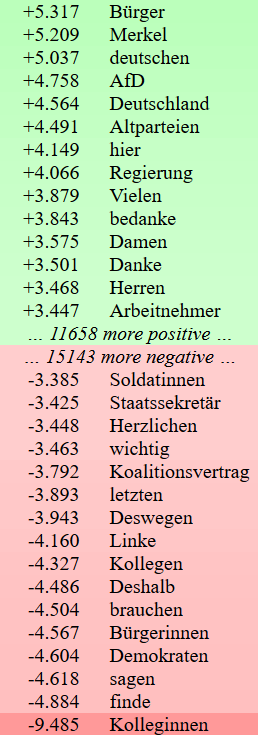 +5.317 Bürger
+5.209 Merkel
+5.037 deutschen
+4.758 AfD
+4.564 Deutschland
+4.491 Altparteien
+4.149 hier
+4.066 Regierung
+3.879 Vielen
+3.843 bedanke
+3.575 Damen
+3.501 Danke
+3.468 Herren
+3.447 Arbeitnehmer
… 11658 more positive …
… 15143 more negative …
-3.385 Soldatinnen
-3.425 Staatssekretär
-3.448 Herzlichen
-3.463 wichtig
-3.792 Koalitionsvertrag
-3.893 letzten
-3.943 Deswegen
-4.160 Linke
-4.327 Kollegen
-4.486 Deshalb
-4.504 brauchen
-4.567 Bürgerinnen
-4.604 Demokraten
-4.618 sagen
-4.884 finde
-9.485 Kolleginnen